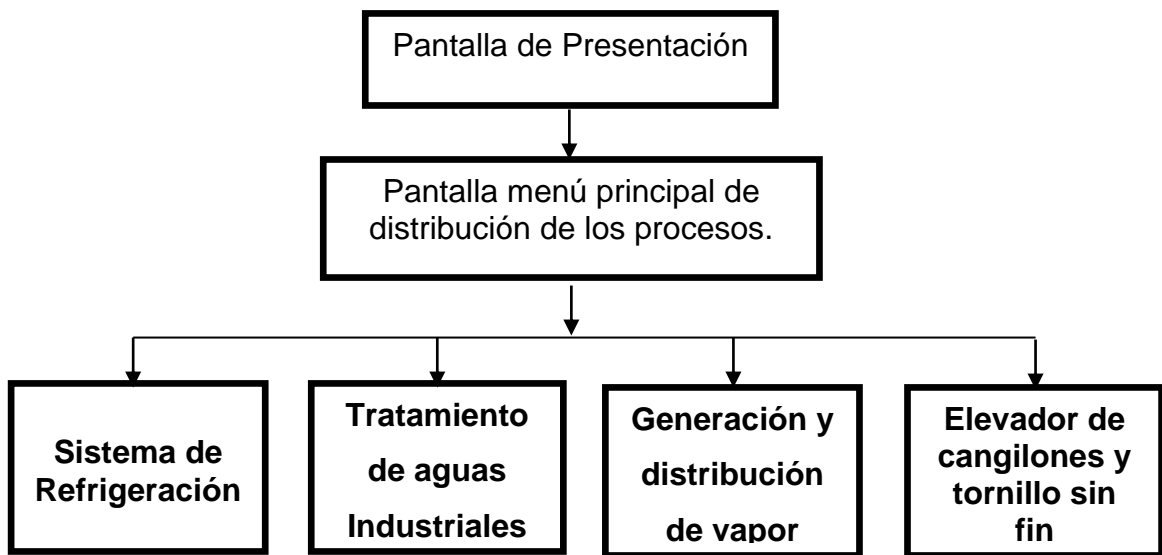 Pantalla de Presentación
Pantalla menú principal de
distribución de los procesos.
Sistema de
Refrigeración
Tratamiento
de aguas
Industriales
Generación y
distribución
de vapor
Elevador de
cangilones y
tornillo sin
fin